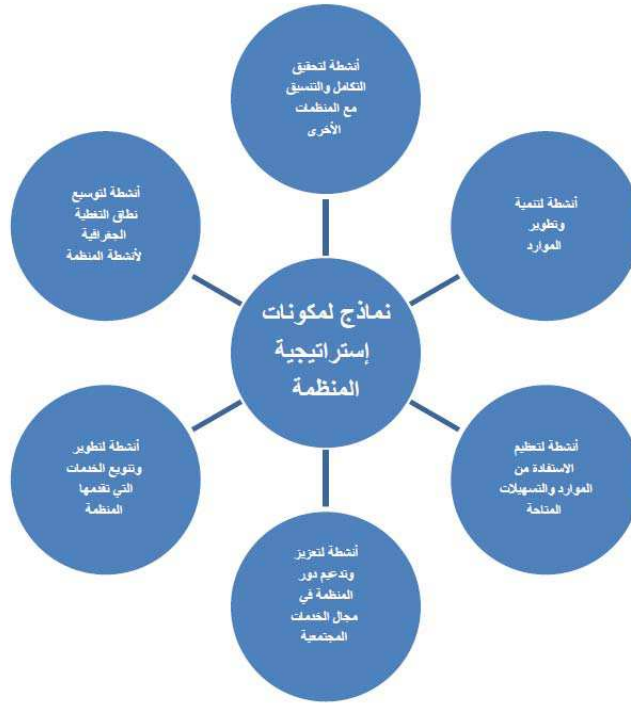 أنشطة لتحقيق
التكامل والتنسيق
مع المنظمات
الأخرى
أنشطة لتنمية
وتطوير
الموارد
أنشطة لتعظيم
الاستفادة من
الموارد والتسهيلات
المتاحة
أنشطة لتعزيز
وتدعيم دور
المنظمة في
مجال الخدمات
المجتمعية
أنشطة لتطوير
وتنويع الخدمات
التي تقدمها
المنظمة
أنشطة لتوسيع
نطاق التغطية
الجغرافية
لأنشطة المنظمة
نماذج لمكونات
إستراتيجية
المنظمة